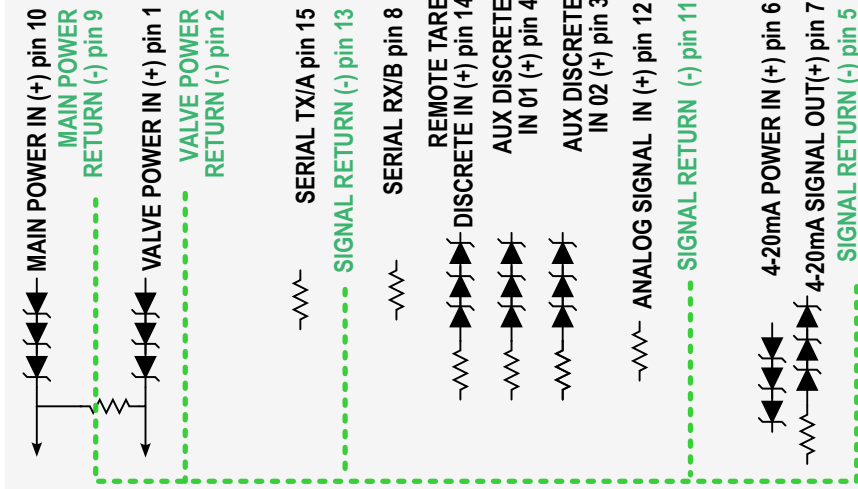 MAIN POWER IN (+) pin 10
MAIN POWER
RETURN (-) pin 9
VALVE POWER IN (+) pin 1
VALVE POWER
RETURN (-) pin 2
SERIAL TX/A pin 15
SIGNAL RETURN (-) pin 13
SERIAL RX/B pin 8
REMOTE TARE
DISCRETE IN (+) pin 14
AUX DISCRETE
IN 01 (+) pin 4
AUX DISCRETE
IN 02 (+) pin 3
ANALOG SIGNAL IN (+) pin 12
SIGNAL RETURN (-) pin 11
4-20mA POWER IN (+) pin 6
4-20mA SIGNAL OUT(+) pin 7
SIGNAL RETURN (-) pin 5